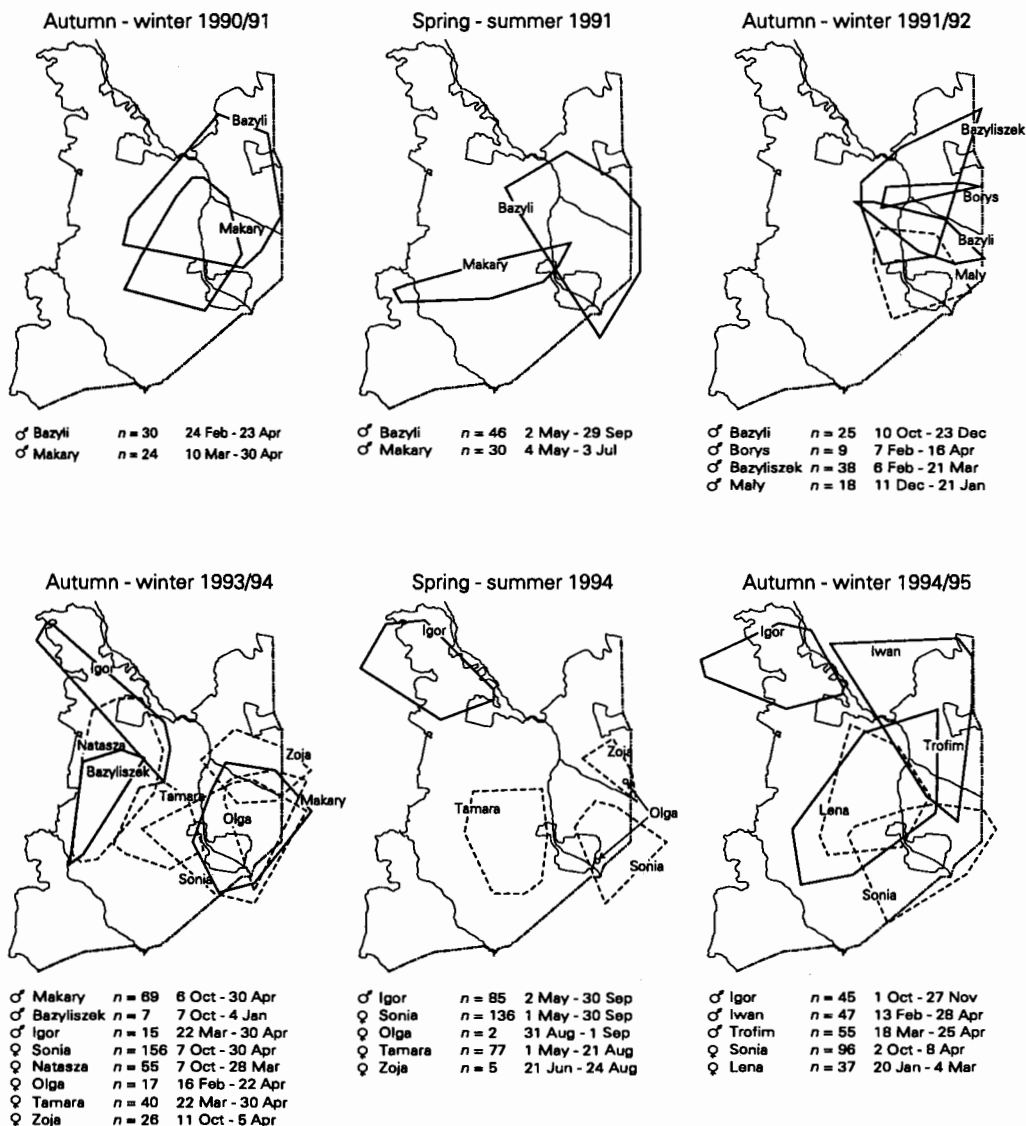 Autumn - winter 1990/91
Bazyli
Makary
♂ Bazyli n = 30 24 Feb - 23 Apr
♂ Makary n = 24 10 Mar - 30 Apr
Spring - summer 1991
Bazyli
Makary
♂ Bazyli n = 46 2 May - 29 Sep
♂ Makary n = 30 4 May - 3 Jul
Autumn - winter 1991/92
Bazyliszek
Borys
Bazyli
Mały
♂ Bazyli n = 25 10 Oct - 23 Dec
♂ Borys n = 9 7 Feb - 16 Apr
♂ Bazyliszek n = 38 6 Feb - 21 Mar
♂ Mały n = 18 11 Dec - 21 Jan
Autumn - winter 1993/94
Igor
Natasza
Zoja
Bazyliszek
Tamara
Makary
Olga
Sonia
♂ Makary n = 69 6 Oct - 30 Apr
♂ Bazyliszek n = 7 7 Oct - 4 Jan
♂ Igor n = 15 22 Mar - 30 Apr
♀ Sonia n = 156 7 Oct - 30 Apr
♀ Natasza n = 55 7 Oct - 28 Mar
♀ Olga n = 17 16 Feb - 22 Apr
♀ Tamara n = 40 22 Mar - 30 Apr
♀ Zoja n = 26 11 Oct - 5 Apr
Spring - summer 1994
Igor
Zoja
Tamara
Olga
Sonia
♂ Igor n = 85 2 May - 30 Sep
♀ Sonia n = 136 1 May - 30 Sep
♀ Olga n = 2 31 Aug - 1 Sep
♀ Tamara n = 77 1 May - 21 Aug
♀ Zoja n = 5 21 Jun - 24 Aug
Autumn - winter 1994/95
Igor
Iwan
Trofim
Lena
Sonia
♂ Igor n = 45 1 Oct - 27 Nov
♂ Iwan n = 47 13 Feb - 28 Apr
♂ Trofim n = 55 18 Mar - 25 Apr
♀ Sonia n = 96 2 Oct - 8 Apr
♀ Lena n = 37 20 Jan - 4 Mar